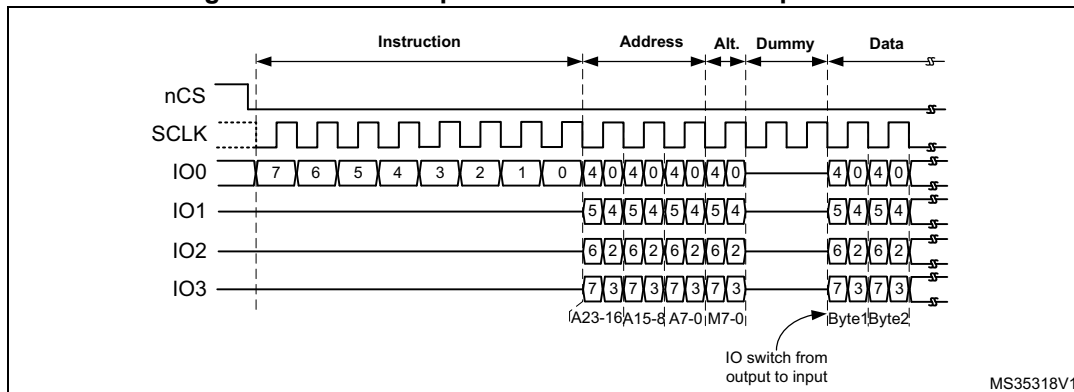 Instruction Address Alt. Dummy Data
nCS
SCLK
IO0 7 6 5 4 3 2 1 0 4 0 4 0 4 0 4 0 4 0 4 0
IO1 5 4 5 4 5 4 5 4 5 4 5 4
IO2 6 2 6 2 6 2 6 2 6 2 6 2
IO3 7 3 7 3 7 3 7 3 7 3 7 3
A23-16 A15-8 A7-0 M7-0 Byte1 Byte2
IO switch from
output to input
MS35318V1